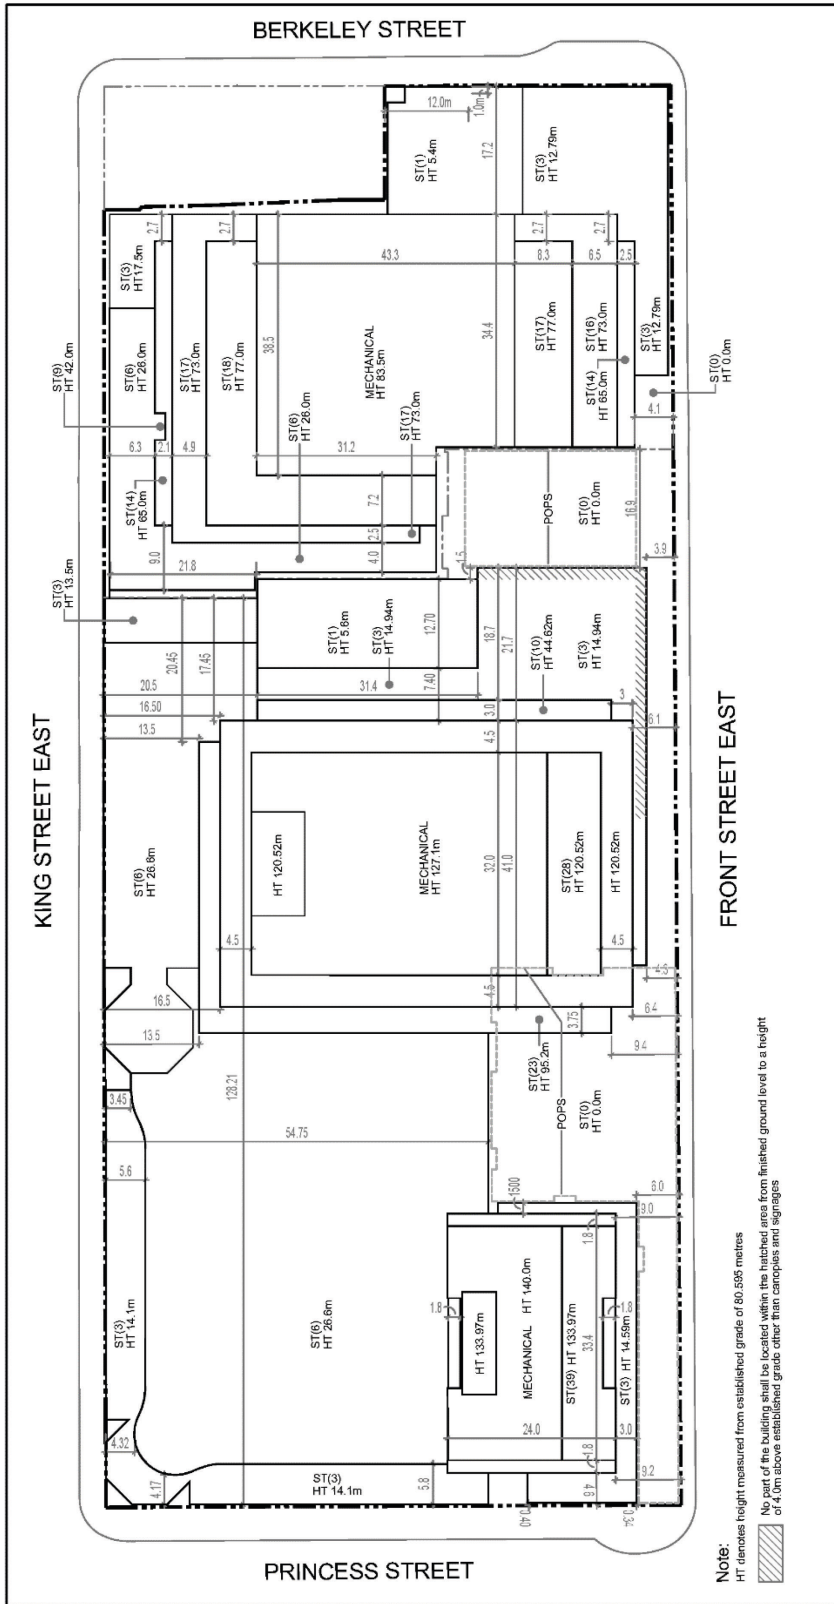 BERKELEY STREET
12.0m
1.0m
17.2
ST(1)
HT 5.4m
ST(3)
HT 12.79m
2.7
2.7
2.7
2.7
ST(3)
HT17.5m
43.3
8.3
6.5
2.5
ST(9)
HT 42.0m
ST(6)
HT 26.0m
ST(17)
HT 73.0m
ST(18)
HT 77.0m
38.5
MECHANICAL
HT 83.5m
34.4
ST(17)
HT 77.0m
ST(16)
HT 73.0m
ST(14)
HT 65.0m
ST(3)
HT 12.79m
ST(0)
HT 0.0m
ST(6)
HT 26.0m
ST(17)
HT 73.0m
4.1
6.3
2.1
4.9
31.2
ST(14)
HT 65.0m
7.2
POPS
ST(0)
HT 0.0m
16.9
2.5
9.0
4.0
1.5
3.9
21.8
ST(3)
HT 13.5m
ST(1)
HT 5.6m
ST(3)
HT 14.94m
12.70
18.7
21.7
ST(10)
HT 44.62m
ST(3)
HT 14.94m
20.45
17.45
20.5
31.4
7.40
16.50
3.0
3
13.5
6.1
4.5
KING STREET EAST
FRONT STREET EAST
ST(6)
HT 26.6m
HT 120.52m
MECHANICAL
HT 127.1m
32.0
41.0
ST(28)
HT 120.52m
HT 120.52m
4.5
4.5
4.3
16.5
4.5
6.4
13.5
3.75
9.4
128.21
ST(23)
HT 95.2m
3.45
54.75
POPS
ST(0)
HT 0.0m
5.6
1500
6.0
9.0
1.8
ST(3)
HT 14.1m
ST(6)
HT 26.6m
1.8
HT 133.97m
MECHANICAL HT 140.0m
ST(39) HT 133.97m
33.4
1.8
ST(3) HT 14.59m
24.0
3.0
4.32
1.8
9.2
4.17
ST(3)
HT 14.1m
5.8
4.6
0.40
0.34
PRINCESS STREET
Note:
HT denotes height measured from established grade of 80.595 metres
No part of the building shall be located within the hatched area from finished ground level to a height
of 4.0m above established grade other than canopies and signages